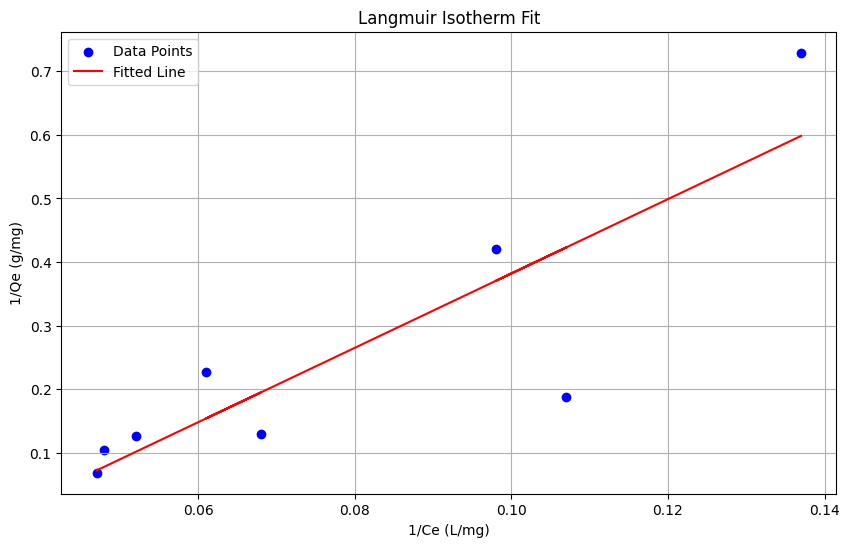 Langmuir Isotherm Fit
Data Points
Fitted Line
1/Qe (g/mg)
0.7
0.6
0.5
0.4
0.3
0.2
0.1
0.06
0.08
0.10
0.12
0.14
1/Ce (L/mg)